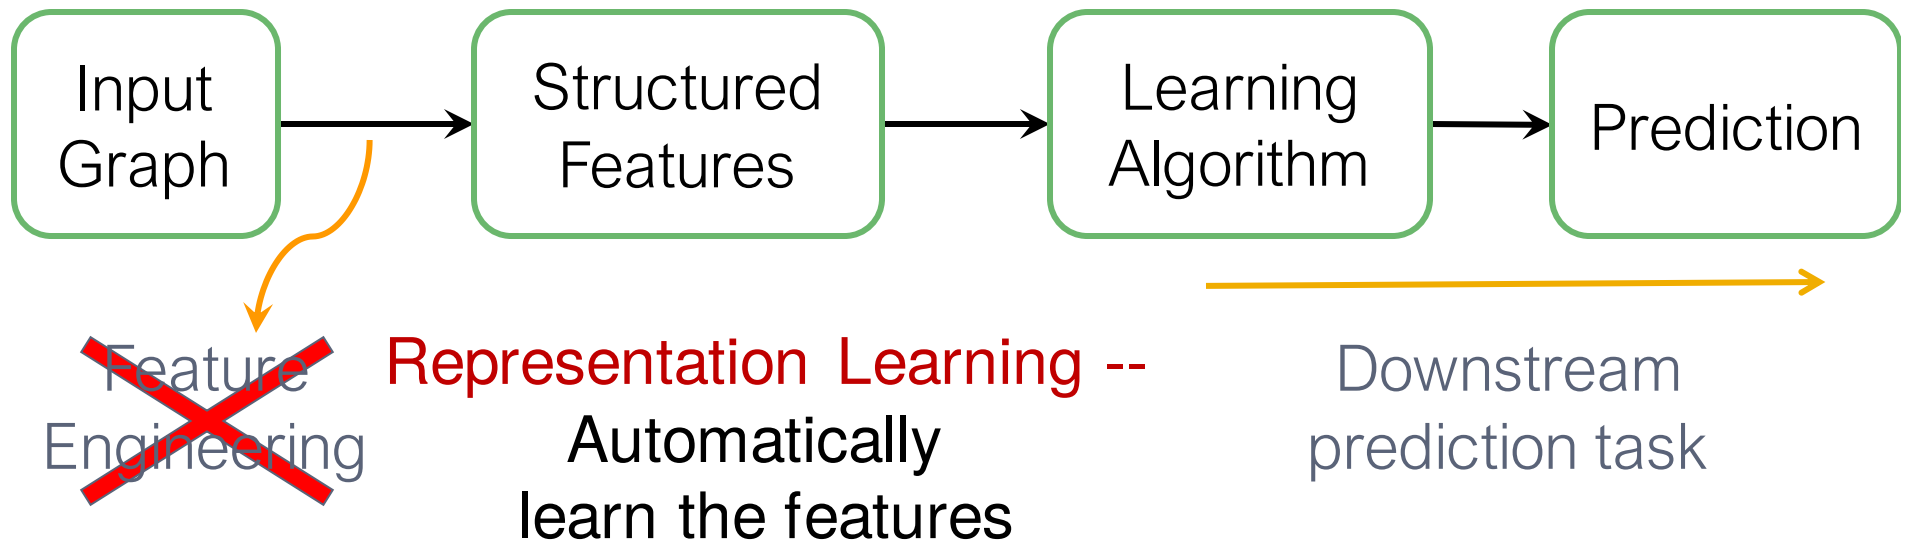 Input
Graph
Structured
Features
Learning
Algorithm
Prediction
Feature
Engineering
Representation Learning --
Automatically
learn the features
Downstream
prediction task